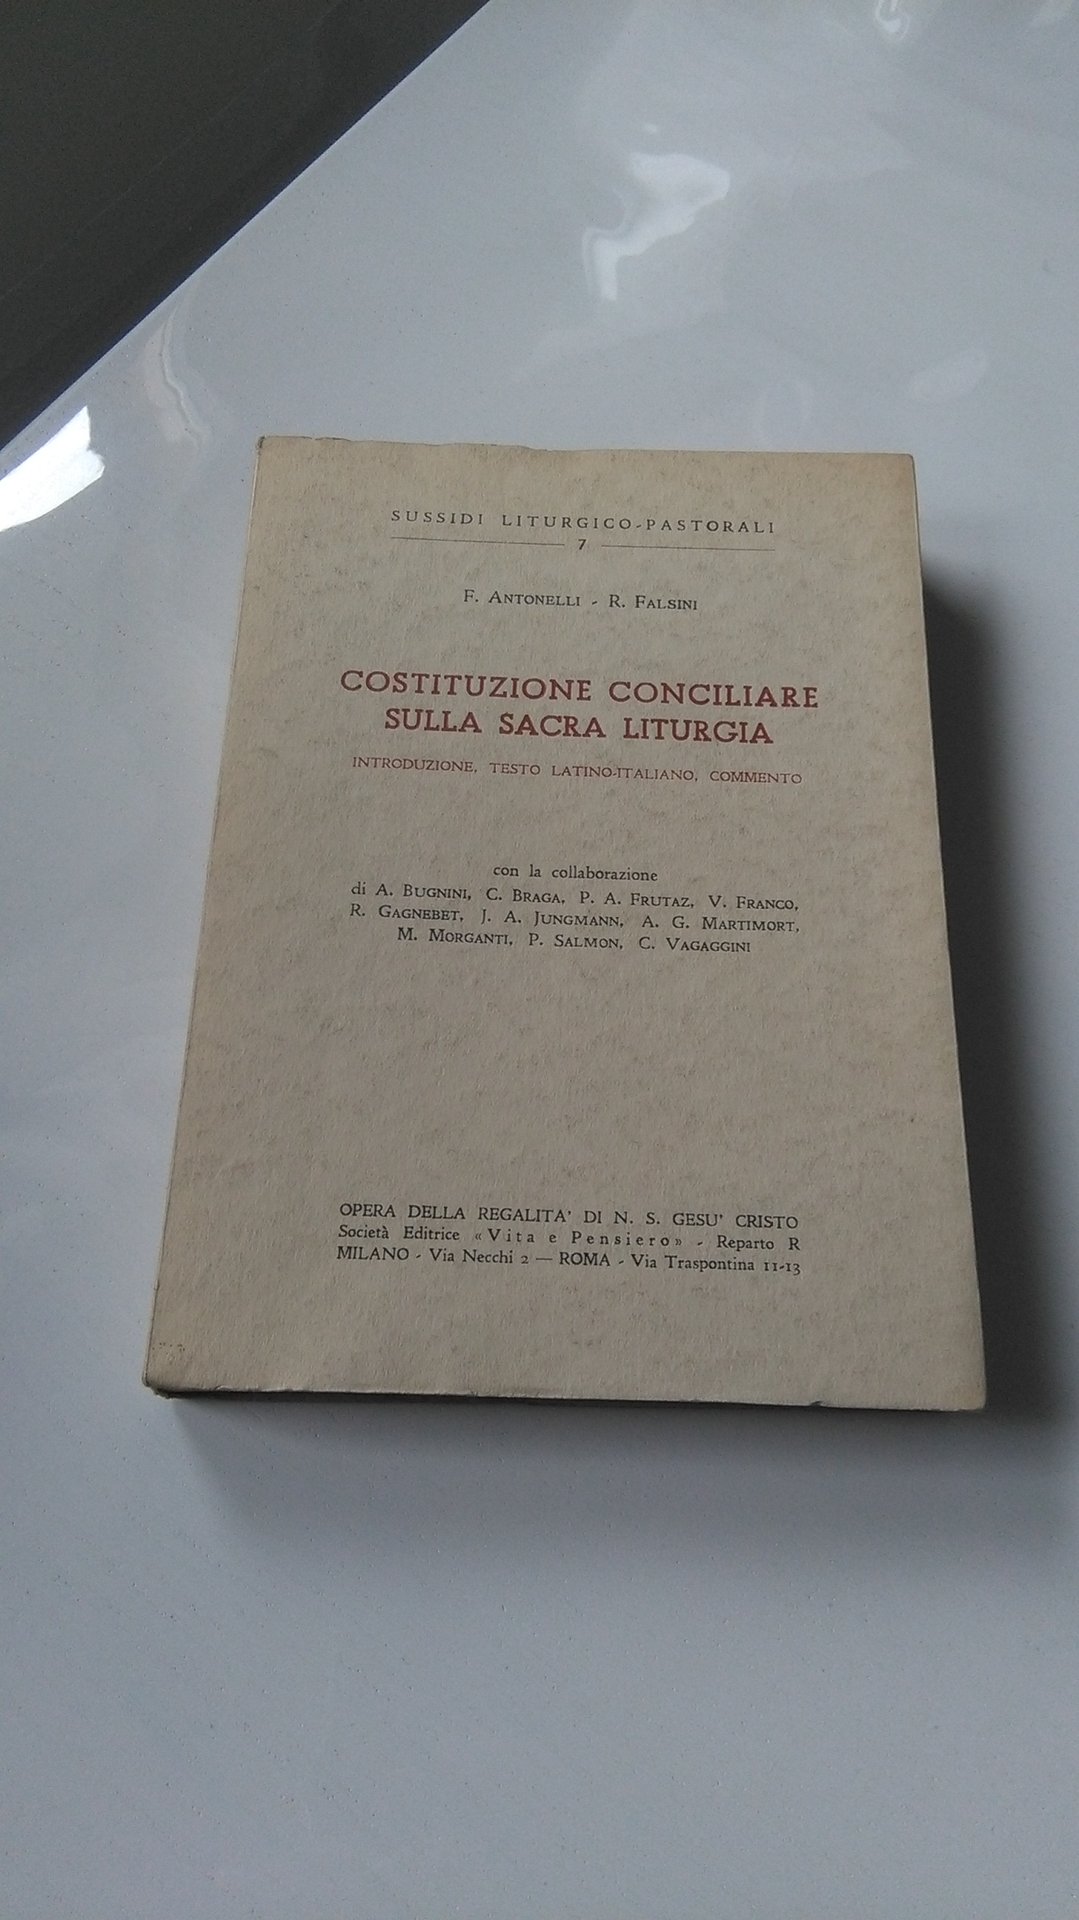 SUSSIDI LITURGICO-PASTORALI
7
F. ANTONELLI - R. FALSINI
COSTITUZIONE CONCILIARE
SULLA SACRA LITURGIA
INTRODUZIONE, TESTO LATINO-ITALIANO, COMMENTO
con la collaborazione
di A. BUGNINI, C. BRAGA, P. A. FRUTAZ, V. FRANCO,
R. GAGNEBET, J. A. JUNGMANN, A. G. MARTIMORT,
M. MORGANTI, P. SALMON, C. VAGAGGINI
OPERA DELLA REGALITA' DI N. S. GESU' CRISTO
Società Editrice «Vita e Pensiero» - Reparto R
MILANO - Via Necchi 2 — ROMA - Via Traspontina 11-13